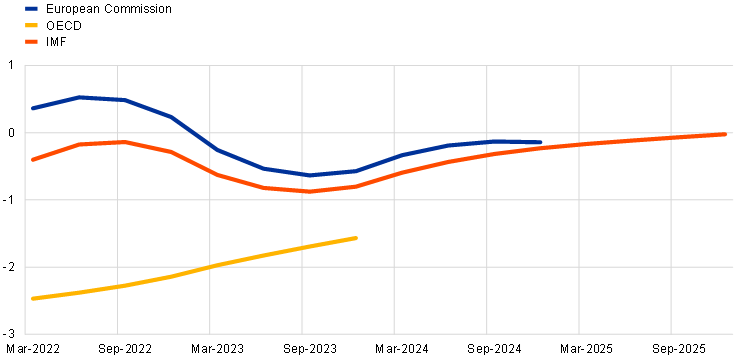 European Commission
OECD
IMF
1
0
-1
-2
-3
Mar-2022 Sep-2022 Mar-2023 Sep-2023 Mar-2024 Sep-2024 Mar-2025 Sep-2025